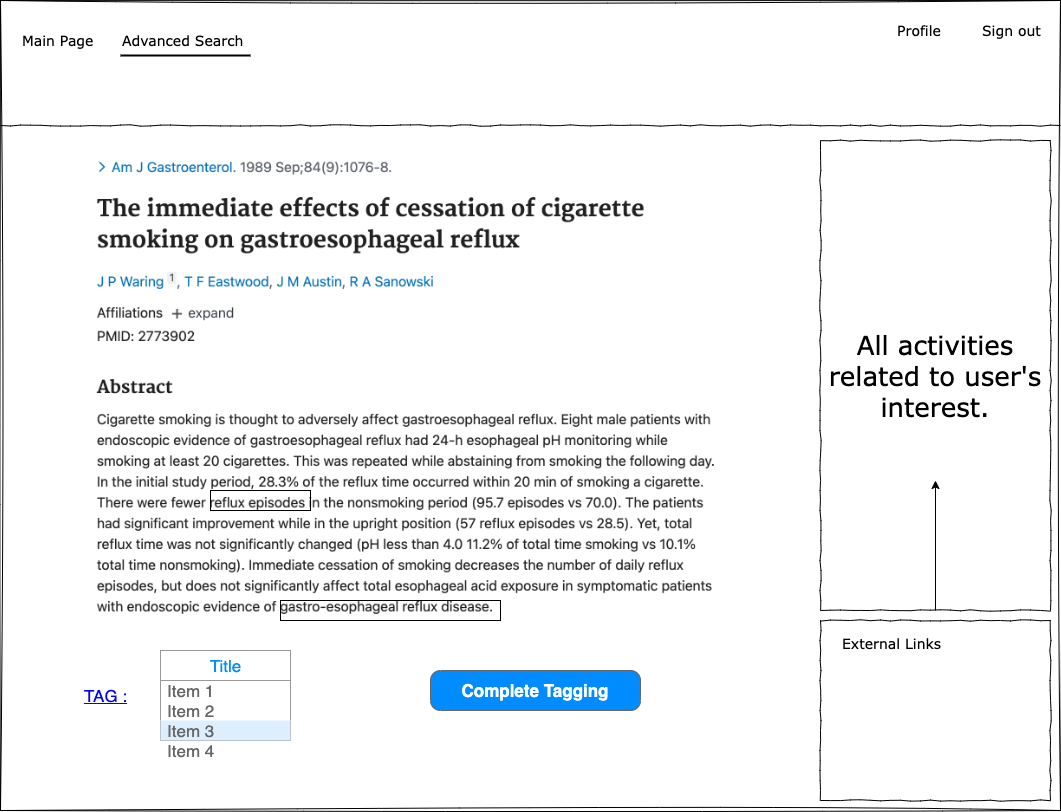 Main Page
Advanced Search
Profile
Sign out
> Am J Gastroenterol. 1989 Sep;84(9):1076-8.
The immediate effects of cessation of cigarette
smoking on gastroesophageal reflux
J P Waring 1, T F Eastwood, J M Austin, R A Sanowski
Affiliations + expand
PMID: 2773902
Abstract
Cigarette smoking is thought to adversely affect gastroesophageal reflux. Eight male patients with
endoscopic evidence of gastroesophageal reflux had 24-h esophageal pH monitoring while
smoking at least 20 cigarettes. This was repeated while abstaining from smoking the following day.
In the initial study period, 28.3% of the reflux time occurred within 20 min of smoking a cigarette.
There were fewer reflux episodes in the nonsmoking period (95.7 episodes vs 70.0). The patients
had significant improvement while in the upright position (57 reflux episodes vs 28.5). Yet, total
reflux time was not significantly changed (pH less than 4.0 11.2% of total time smoking vs 10.1%
total time nonsmoking). Immediate cessation of smoking decreases the number of daily reflux
episodes, but does not significantly affect total esophageal acid exposure in symptomatic patients
with endoscopic evidence of gastro-esophageal reflux disease.
TAG :
Title
Item 1
Item 2
Item 3
Item 4
Complete Tagging
All activities
related to user's
interest.
External Links